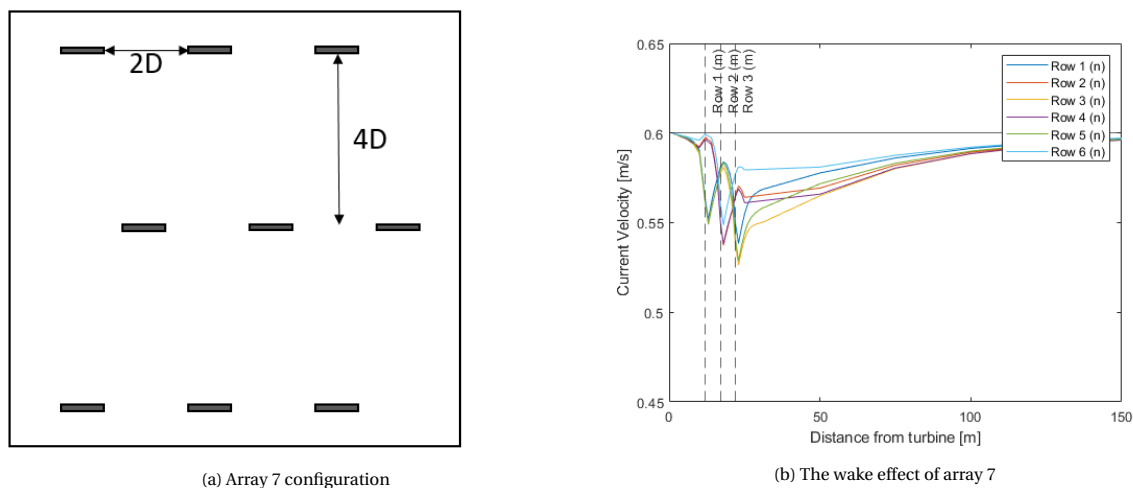 2D
4D
(a) Array 7 configuration
0.65
0.6
0.55
0.5
0.45
Current Velocity [m/s]
Row 1 (m)
Row 2 (m)
Row 3 (m)
Row 1 (n)
Row 2 (n)
Row 3 (n)
Row 4 (n)
Row 5 (n)
Row 6 (n)
0 50 100 150
Distance from turbine [m]
(b) The wake effect of array 7